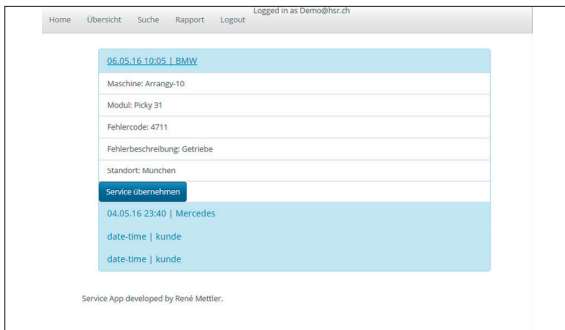 Logged in as Demo@hsr.ch
Home Übersicht Suche Rapport Logout
06.05.16 10:05 | BMW
Maschine: Arrangy-10
Modul: Picky 31
Fehlercode: 4711
Fehlerbeschreibung: Getriebe
Standort: Munchen
Service übernehmen
04.05.16 23:40 | Mercedes
date-time | kunde
date-time | kunde
Service App developed by René Mettler.